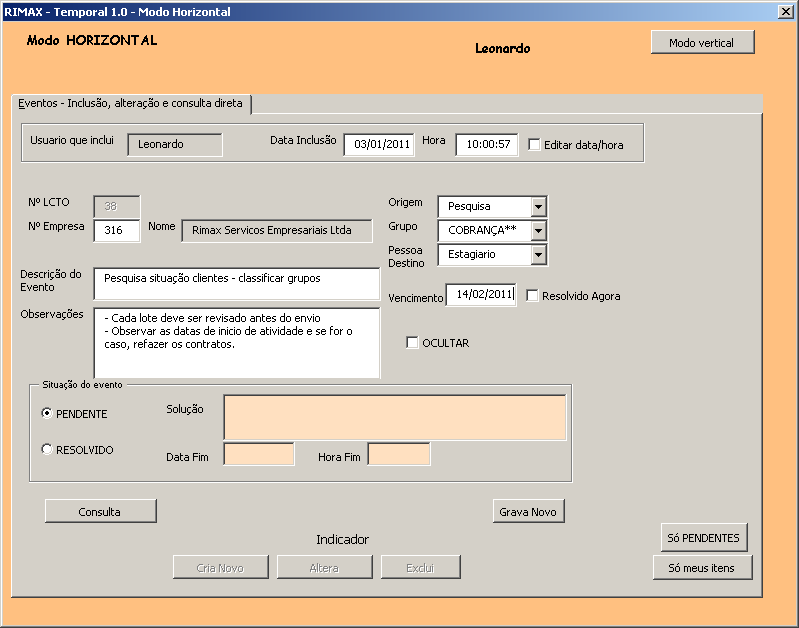 RIMAX - Temporal 1.0 - Modo Horizontal
Modo HORIZONTAL
Leonardo
Modo vertical
Eventos - Inclusão, alteração e consulta direta
Usuario que inclui
Leonardo
Data Inclusão
03/01/2011
Hora
10:00:57
Editar data/hora
Nº LCTO
38
Origem
Pesquisa
Nº Empresa
316
Nome
Rimax Servicos Empresariais Ltda
Grupo
COBRANÇA**
Pessoa
Destino
Estagiario
Descrição do
Evento
Pesquisa situação clientes - classificar grupos
Vencimento
14/02/2011
Resolvido Agora
Observações
- Cada lote deve ser revisado antes do envio
- Observar as datas de inicio de atividade e se for o
caso, refazer os contratos.
OCULTAR
Situação do evento
PENDENTE
RESOLVIDO
Solução
Data Fim
Hora Fim
Consulta
Grava Novo
Indicador
Só PENDENTES
Cria Novo
Altera
Exclui
Só meus itens